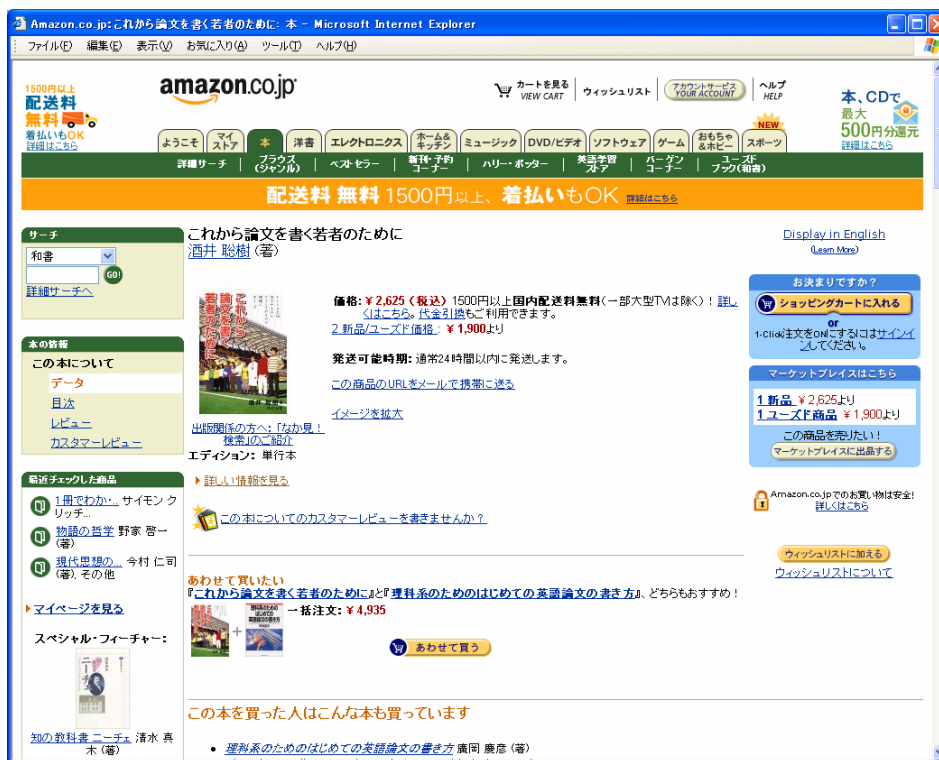 Amazon.co.jp:これから論文を書く若者のために: 本 - Microsoft Internet Explorer
ファイル(F) 編集(E) 表示(V) お気に入り(A) ツール(T) ヘルプ(H)
1500円以上
配送料
無料
着払いもOK
詳細はこちら
amazon.co.jp
カートを見る
VIEW CART
ウィッシュリスト
アカウントサービス
YOUR ACCOUNT
ヘルプ
HELP
本、CDで
最大
500円分還元
詳細はこちら
NEW
ようこそ マイストア 本 洋書 エレクトロニクス ホーム&キッチン ミュージック DVD/ビデオ ソフトウェア ゲーム おもちゃ&ホビー スポーツ
詳細サーチ | ブラウズ(ジャンル) | ベストセラー | 新刊・予約コーナー | ハリー・ポッター | 英語学習ストア | バーゲンコーナー | ユーズドブック(和書)
配送料 無料 1500円以上、着払いもOK 詳細はこちら
サーチ
和書
GO!
詳細サーチへ
本の情報
この本について
データ
目次
レビュー
カスタマーレビュー
最近チェックした商品
1冊でわか... サイモン ク
リッチ...
物語の哲学 野家 啓一
(著)
現代思想の... 今村 仁司
(著), その他
マイページを見る
スペシャル・フィーチャー:
ニーチェ
知の教科書 ニーチェ 清水 真
木 (著)
これから論文を書く若者のために
酒井 聡樹 (著)
これから
論文を書く
若者のために
酒井 聡樹
出版関係の方へ:「なか見!
検索」のご紹介
エディション: 単行本
価格: ¥ 2,625 (税込) 1500円以上国内配送料無料(一部大型TVは除く)! 詳し
くはこちら。代金引換もご利用できます。
2 新品/ユーズド価格 : ¥ 1,900より
発送可能時期: 通常24時間以内に発送します。
この商品のURLをメールで携帯に送る
イメージを拡大
詳しい情報を見る
この本についてのカスタマーレビューを書きませんか?
あわせて買いたい
『これから論文を書く若者のために』と『理科系のためのはじめての英語論文の書き方』、どちらもおすすめ!
+
一括注文: ¥ 4,935
あわせて買う
この本を買った人はこんな本も買っています
• 理科系のためのはじめての英語論文の書き方 廣岡 慶彦 (著)
Display in English
(Learn More)
お決まりですか?
ショッピングカートに入れる
or
1-Click注文をONにするにはサインイ
ンしてください。
マーケットプレイスはこちら
1 新品 ¥ 2,625より
1 ユーズド商品 ¥ 1,900より
この商品を売りたい!
マーケットプレイスに出品する
Amazon.co.jpでのお買い物は安全!
詳しくはこちら
ウィッシュリストに加える
ウィッシュリストについて